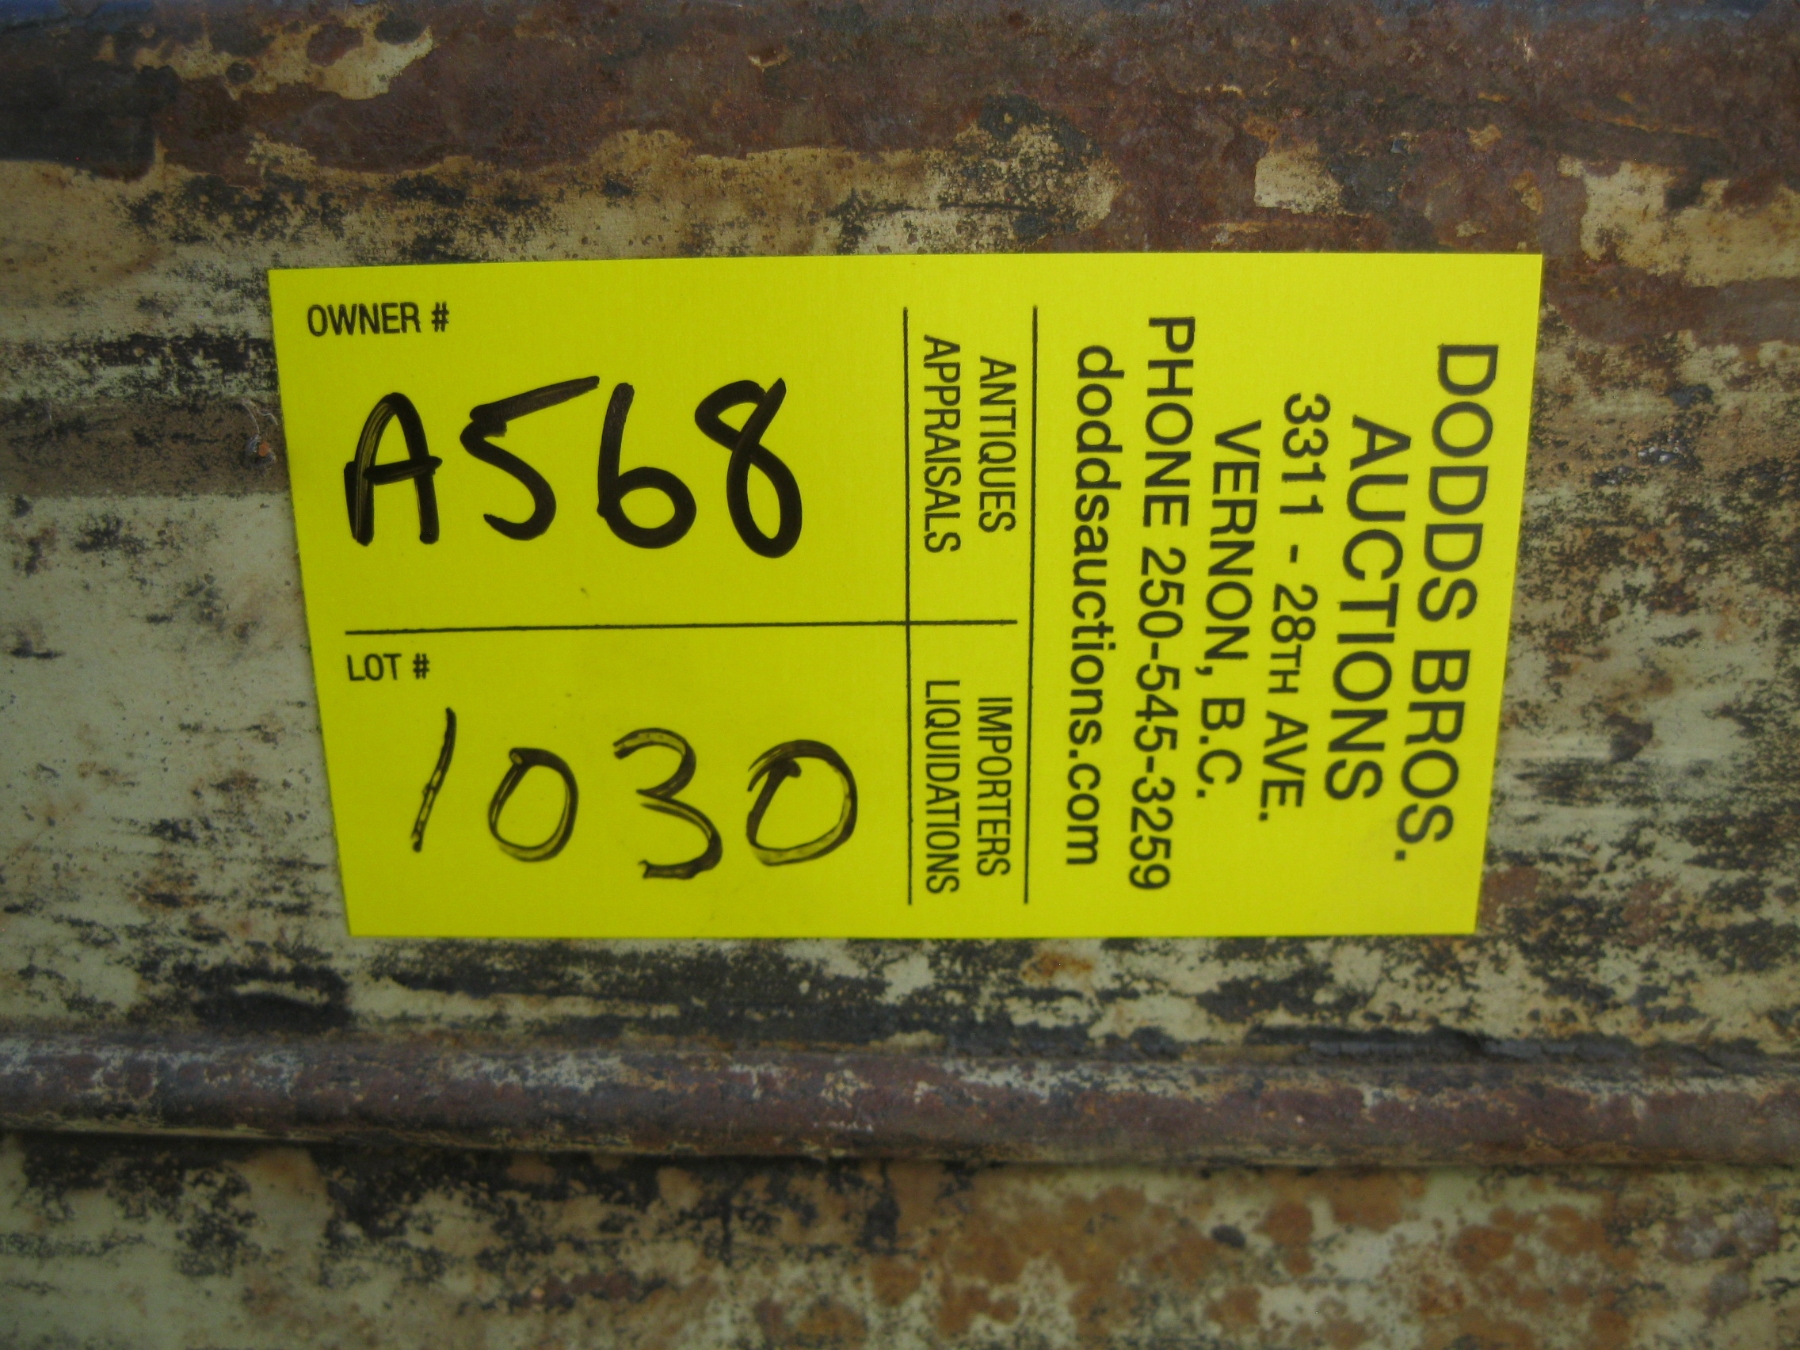 DODDS BROS.
AUCTIONS
3311 - 28TH AVE.
VERNON, B.C.
PHONE 250-545-3259
doddsauctions.com
ANTIQUES
APPRAISALS
IMPORTERS
LIQUIDATIONS
OWNER #
A568
LOT #
1030